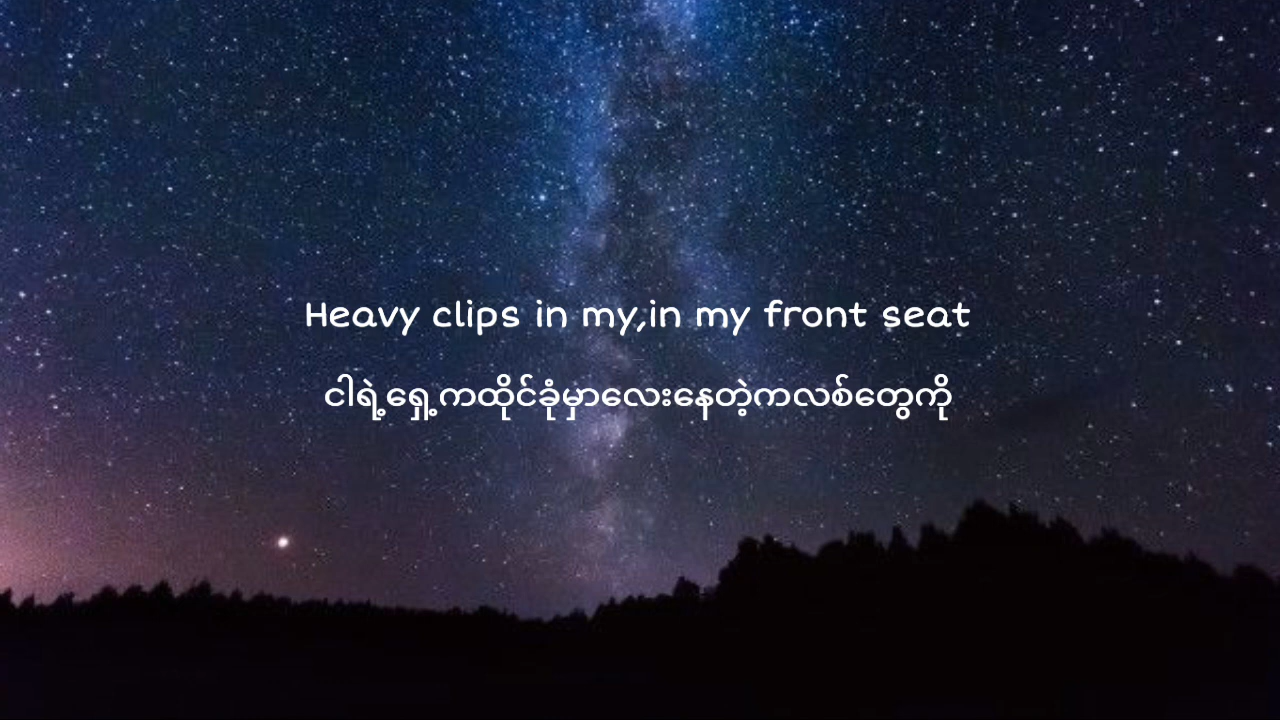 Heavy clips in my,in my front seat
ငါရဲ့ရှေ့ကထိုင်ခုံမှာလေးနေတဲ့ကလစ်တွေကို